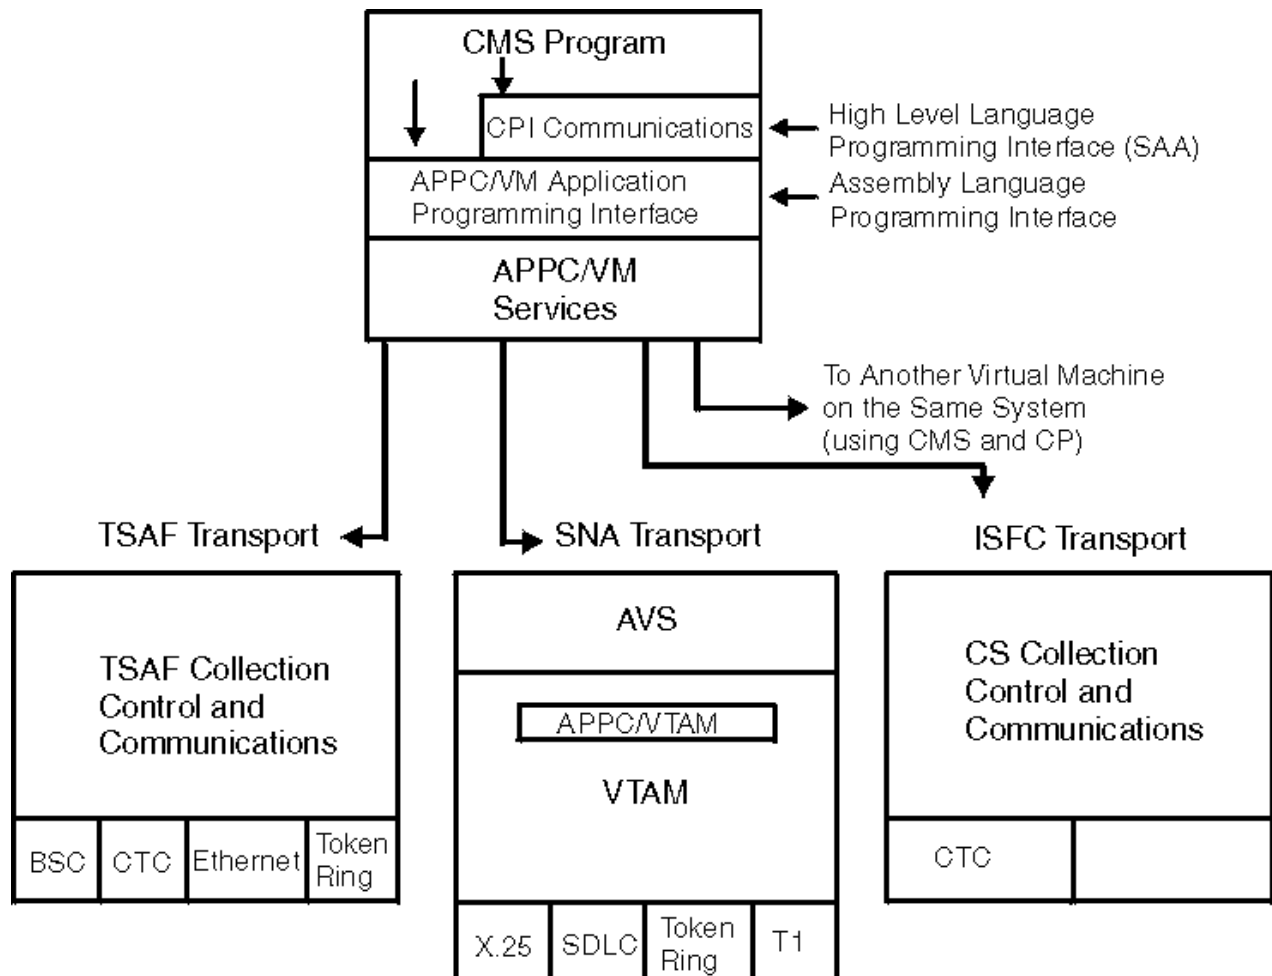 CMS Program
CPI Communications
High Level Language
Programming Interface (SAA)
APPC/VM Application
Programming Interface
Assembly Language
Programming Interface
APPC/VM
Services
To Another Virtual Machine
on the Same System
(using CMS and CP)
TSAF Transport
SNA Transport
ISFC Transport
TSAF Collection
Control and
Communications
BSC
CTC
Ethernet
Token
Ring
AVS
APPC/VTAM
VTAM
X.25
SDLC
Token
Ring
T1
CS Collection
Control and
Communications
CTC